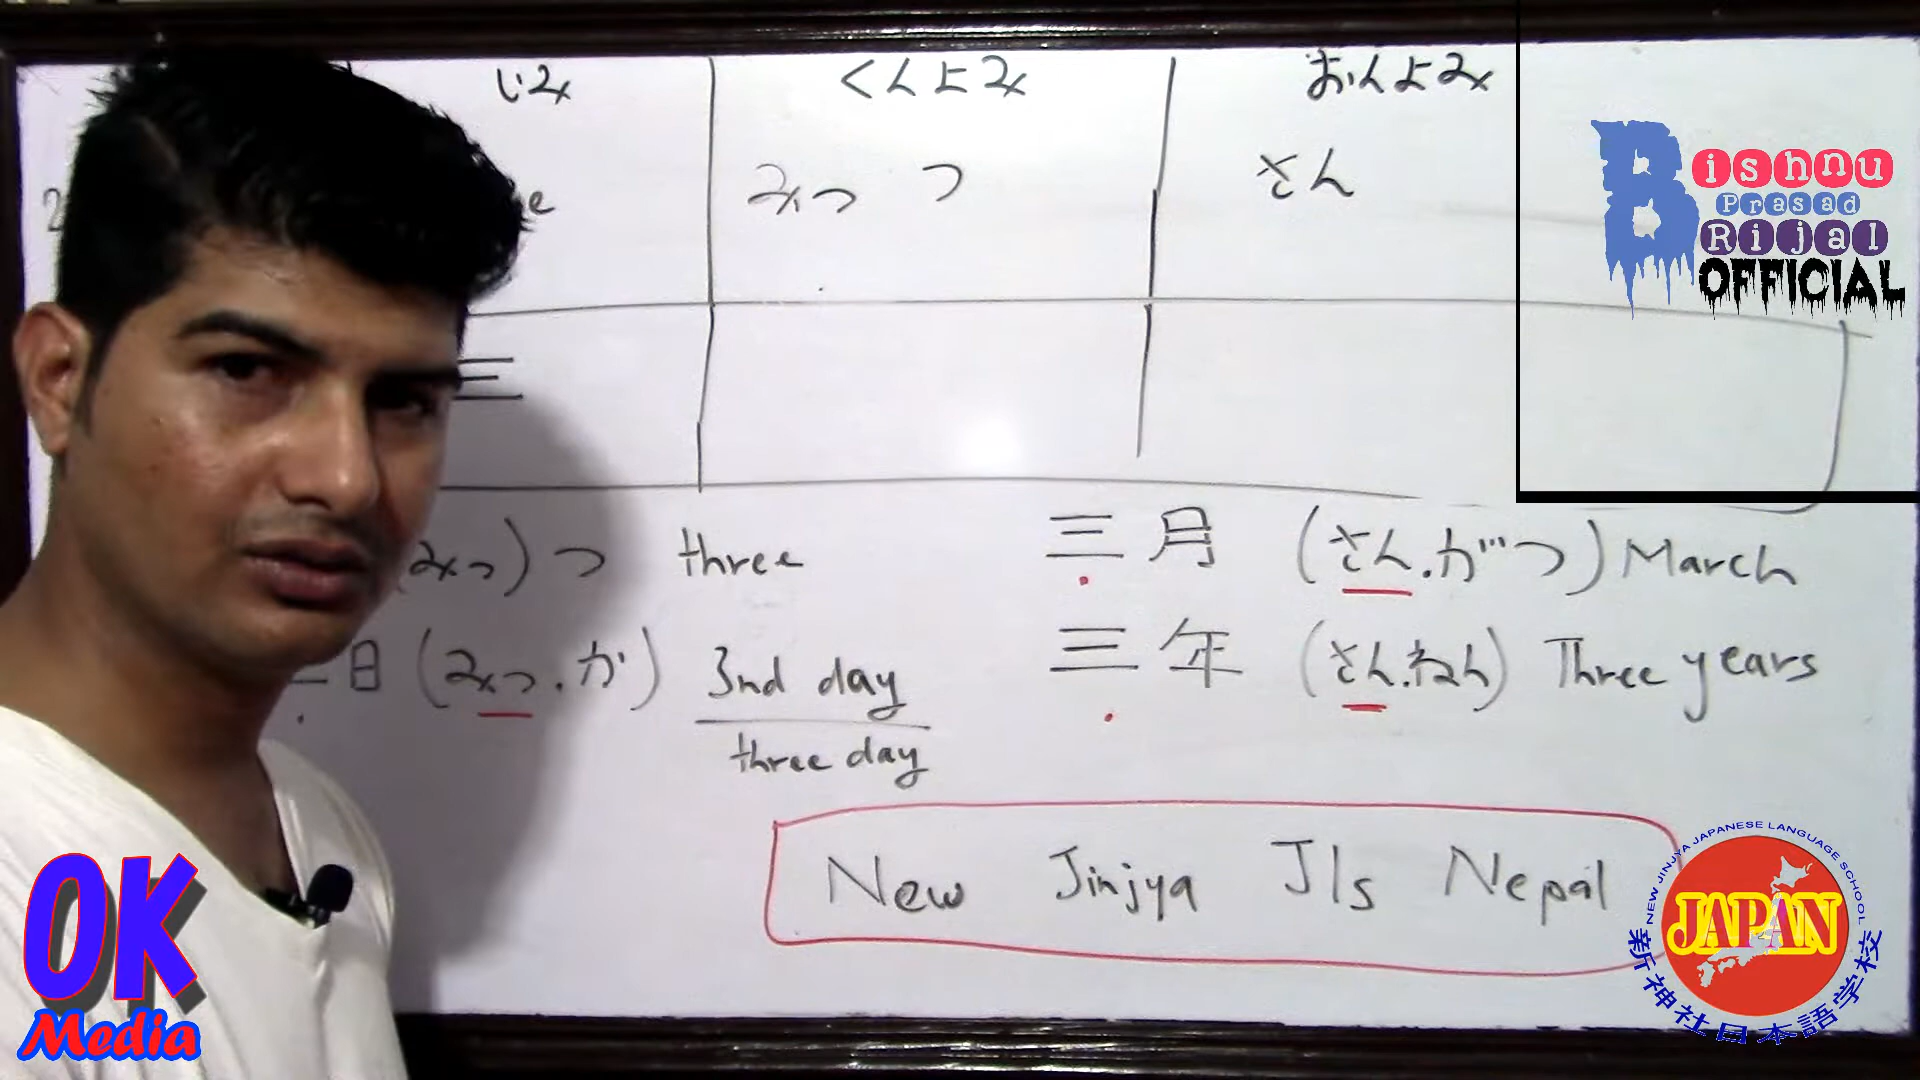 いみ くんよみ おんよみ
みっ つ さん
三
(みっ)つ three 三月 (さん.がつ) March
日 (みっ.か) 3nd day 三年 (さん.ねん) Three years
three day
New Jinjya Jls Nepal
Bishnu
Prasad
Rijal
OFFICIAL
OK
Media
NEW JINJYA JAPANESE LANGUAGE SCHOOL
JAPAN
新神社日本語学校